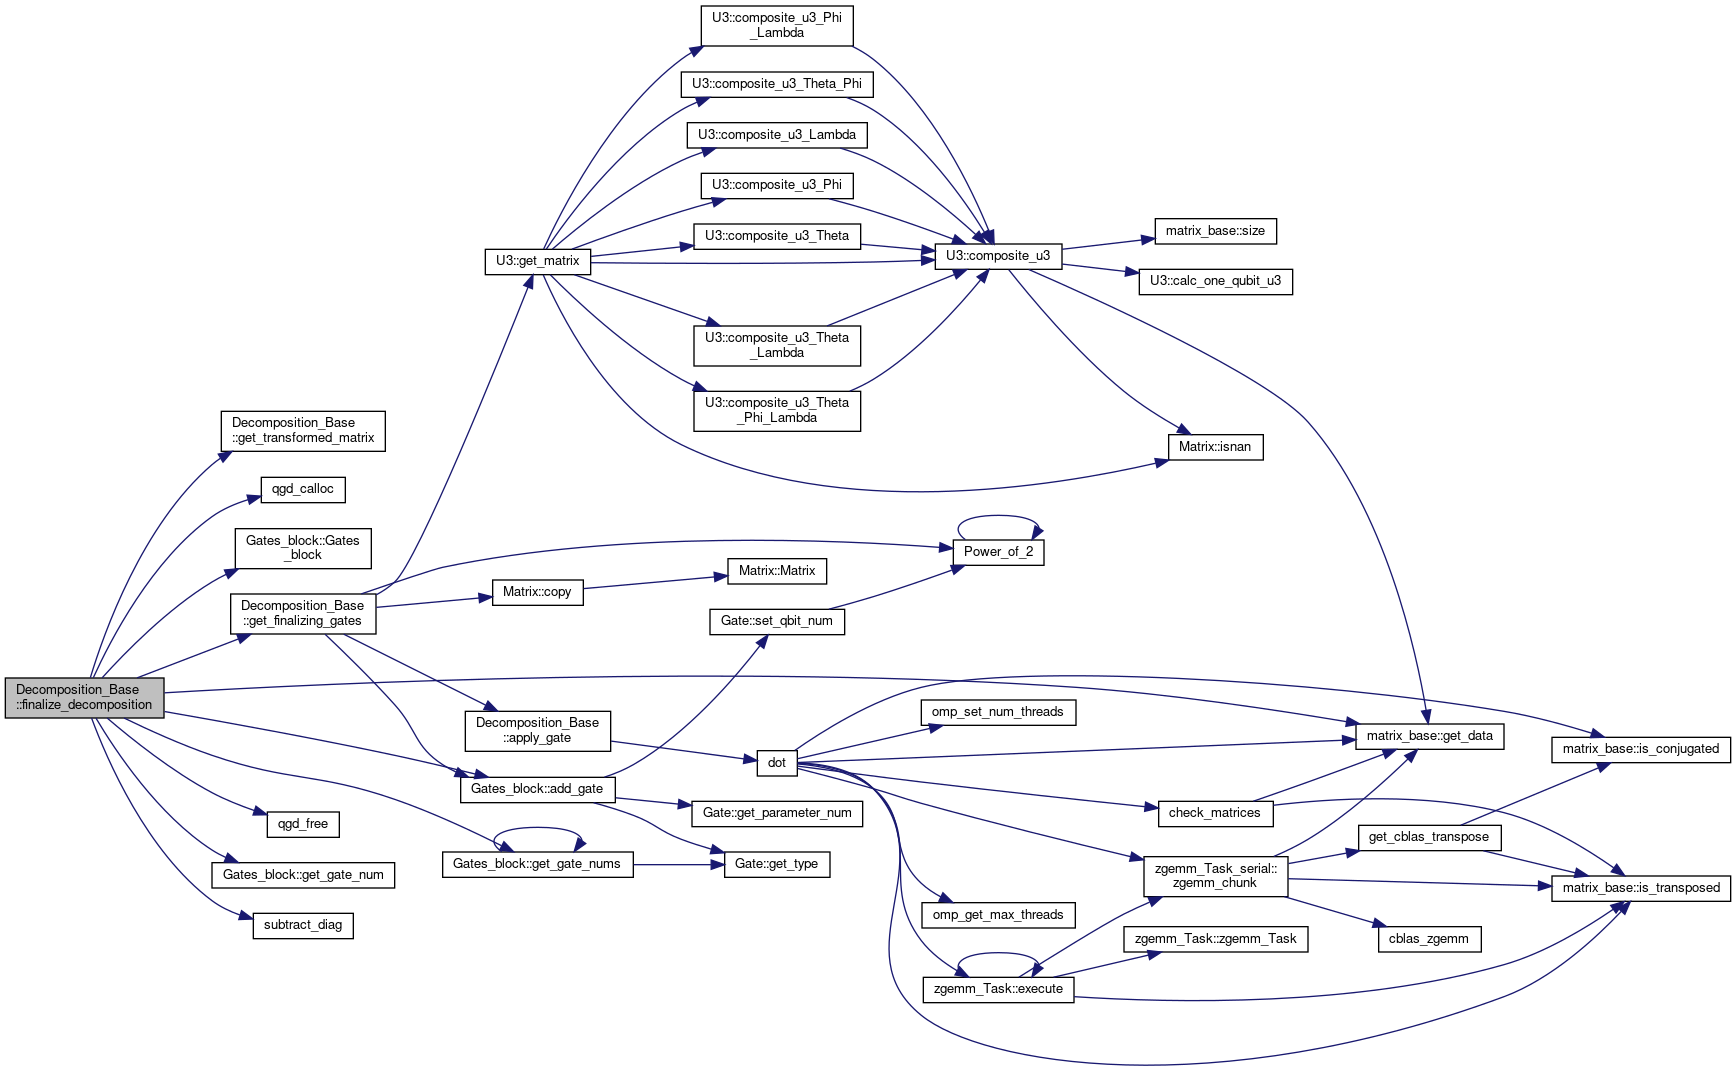 U3::composite_u3_Phi
_Lambda
U3::composite_u3_Theta_Phi
U3::composite_u3_Lambda
U3::composite_u3_Phi
U3::composite_u3_Theta
U3::get_matrix
U3::composite_u3
matrix_base::size
U3::calc_one_qubit_u3
U3::composite_u3_Theta
_Lambda
U3::composite_u3_Theta
_Phi_Lambda
Matrix::isnan
Decomposition_Base
::get_transformed_matrix
qgd_calloc
Gates_block::Gates
_block
Power_of_2
Matrix::Matrix
Matrix::copy
Decomposition_Base
::get_finalizing_gates
Gate::set_qbit_num
Decomposition_Base
::finalize_decomposition
Decomposition_Base
::apply_gate
omp_set_num_threads
matrix_base::get_data
matrix_base::is_conjugated
dot
Gates_block::add_gate
Gate::get_parameter_num
check_matrices
qgd_free
get_cblas_transpose
Gates_block::get_gate_nums
Gate::get_type
Gates_block::get_gate_num
zgemm_Task_serial::
zgemm_chunk
matrix_base::is_transposed
omp_get_max_threads
subtract_diag
zgemm_Task::zgemm_Task
cblas_zgemm
zgemm_Task::execute